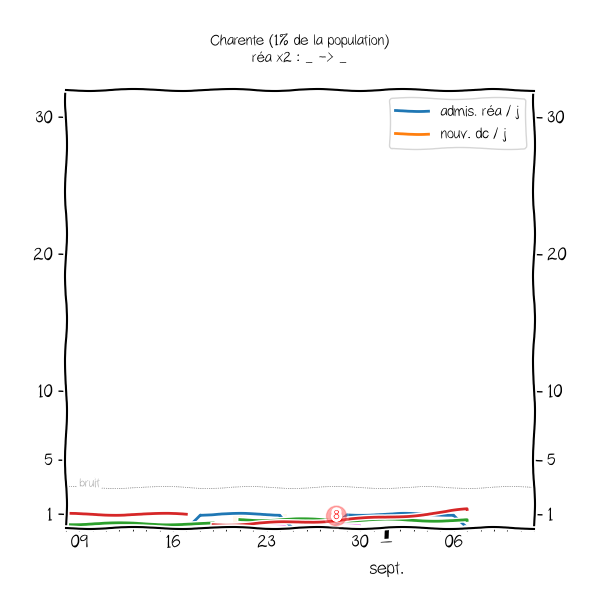 Charente (1% de la population)
réa x2 : _ -> _
admis. réa / j
nouv. dc / j
30
30
20
20
10
10
5
5
bruit
1
8
1
09
16
23
30
_
06
sept.